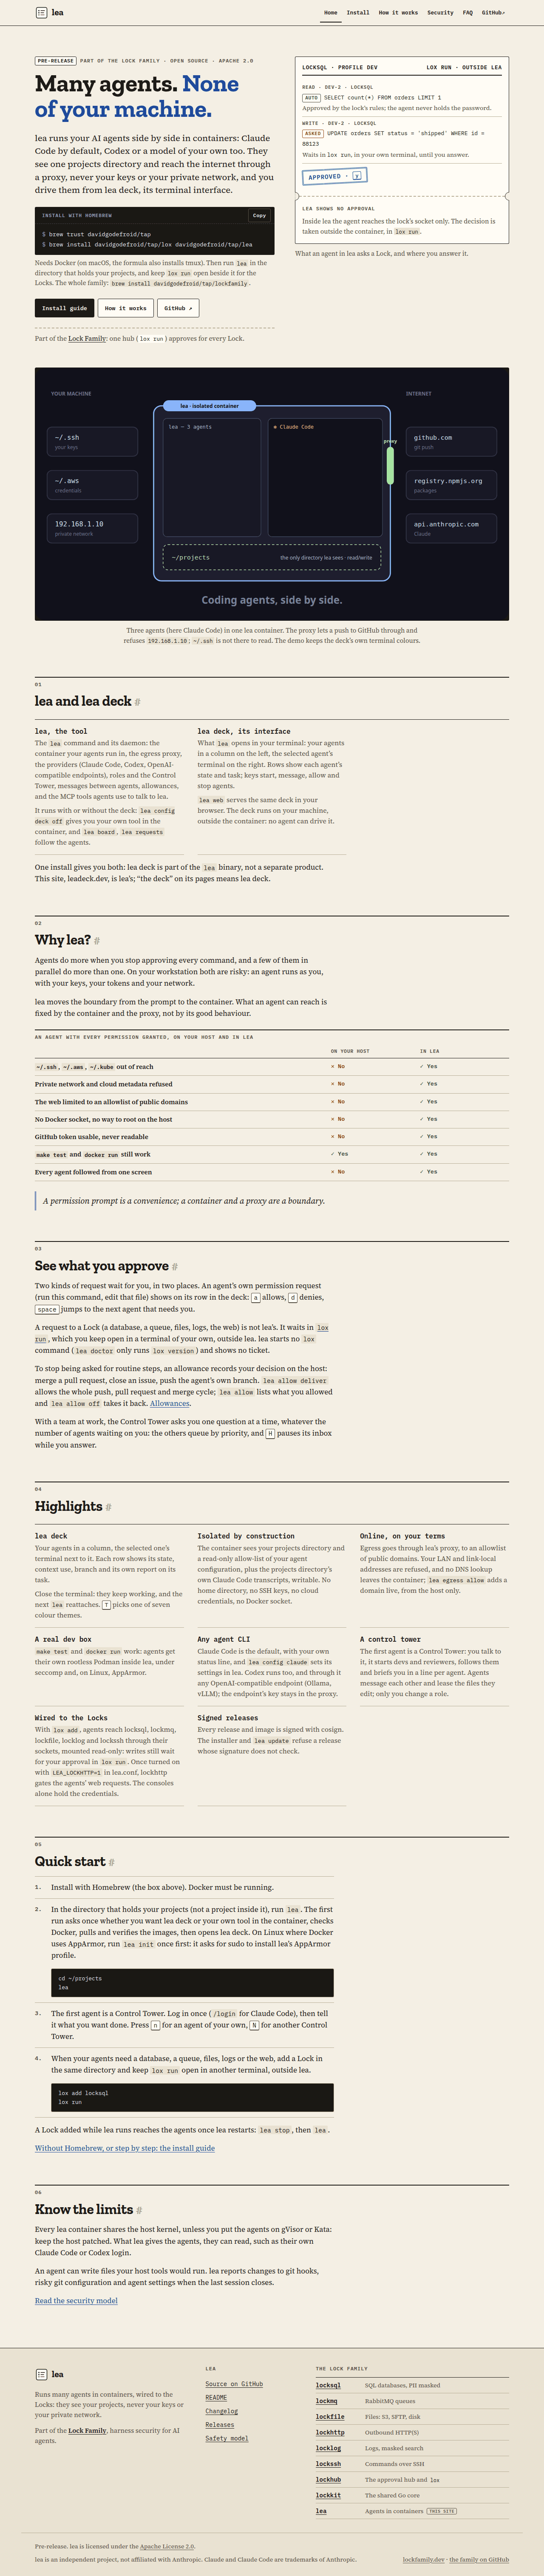 lea
Home Install How it works Security FAQ GitHub↗
PRE-RELEASE PART OF THE LOCK FAMILY · OPEN SOURCE · APACHE 2.0
Many agents. None
of your machine.
lea runs your AI agents side by side in containers: Claude
Code by default, Codex or a model of your own too. They
see one projects directory and reach the internet through
a proxy, not your keys or your private network, and you
drive them from lea deck, its terminal interface.
INSTALL WITH HOMEBREW Copy
$ brew trust davidgodefroid/tap
$ brew install davidgodefroid/tap/lox davidgodefroid/tap/lea
Needs Docker (on macOS, the formula also installs tmux). Then run lea in the
directory that holds your projects, and keep lox run open beside it for the
Locks. The whole family: brew install davidgodefroid/tap/lockfamily.
Install guide How it works GitHub ↗
Part of the Lock Family: one hub (lox run) approves for every Lock.
LOCKSQL · PROFILE DEV LOX RUN · OUTSIDE LEA
READ · DEV-2 · LOCKSQL
AUTO SELECT count(*) FROM orders LIMIT 1
Approved by the lock's rules; the agent never holds the password.
WRITE · DEV-2 · LOCKSQL
ASKED UPDATE orders SET status = 'shipped' WHERE id =
88123
Waits in lox run, in your own terminal, until you answer.
APPROVED · y
LEA SHOWS NO APPROVAL
Inside lea the agent reaches the lock's socket only. The decision is
taken outside the container, in lox run.
What an agent in lea asks a Lock, and where you answer it.
YOUR MACHINE
~/.ssh
your keys
~/.aws
credentials
192.168.1.10
private network
lea · isolated container
lea — 3 agents
✳ Claude Code
proxy
~/projects
the only directory lea sees · read/write
INTERNET
github.com
git push
registry.npmjs.org
packages
api.anthropic.com
Claude
Coding agents, side by side.
Three agents (here Claude Code) in one lea container. The proxy lets a push to GitHub through and
refuses 192.168.1.10; ~/.ssh is not there to read. The demo keeps the deck's own terminal colours.
01
lea and lea deck #
lea, the tool
The lea command and its daemon: the
container your agents run in, the egress proxy,
the providers (Claude Code, Codex, OpenAI-
compatible endpoints), roles and the Control
Tower, messages between agents, allowances
and the MCP tools agents use to talk to lea.
It runs with or without the deck: lea config
deck off gives you your own tool in the
container, and lea board, lea requests
follow the agents.
lea deck, its interface
What lea opens in your terminal: your agents
in a column on the left, the selected agent's
terminal on the right. Rows show each agent's
state and task; keys start, message, allow and
stop agents.
lea web serves the same deck in your
browser. The deck runs on your machine,
outside the container: no agent can drive it.
One install gives you both: lea deck is part of the lea binary, not a separate product.
This site, leadeck.dev, is lea's; "the deck" on its pages means lea deck.
02
Why lea? #
Agents do more when you stop approving every command, and a few of them in
parallel do more than one. On your workstation both are risky: an agent runs as you,
with your keys, your tokens and your network.
lea moves the boundary from the prompt to the container. What an agent can reach is
fixed by the container and the proxy, not by its good behaviour.
AN AGENT WITH EVERY PERMISSION GRANTED, ON YOUR HOST AND IN LEA
ON YOUR HOST IN LEA
~/.ssh, ~/.aws, ~/.kube out of reach × No ✓ Yes
Private network and cloud metadata refused × No ✓ Yes
The web limited to an allowlist of public domains × No ✓ Yes
No Docker socket, no way to root on the host × No ✓ Yes
GitHub token usable, never readable × No ✓ Yes
make test and docker run still work ✓ Yes ✓ Yes
Every agent followed from one screen × No ✓ Yes
A permission prompt is a convenience; a container and a proxy are a boundary.
03
See what you approve #
Two kinds of request wait for you, in two places. An agent's own permission request
(run this command, edit that file) shows on its row in the deck: a allows, d denies,
space jumps to the next agent that needs you.
A request to a Lock (a database, a queue, files, logs, the web) is not lea's. It waits in lox
run, which you keep open in a terminal of your own, outside lea. lea starts no lox
command (lea doctor only runs lox version) and shows no ticket.
To stop being asked for routine steps, an allowance records your decision on the host:
merge a pull request, close an issue, push the agent's own branch. lea allow deliver
allows the whole push, pull request and merge cycle; lea allow lists what you allowed
and lea allow off takes it back. Allowances.
With a team at work, the Control Tower asks you one question at a time, whatever the
number of agents waiting on you: the others queue by priority, and H pauses its inbox
while you answer.
04
Highlights #
lea deck
Your agents in a column, the selected one's
terminal next to it. Each row shows its state,
context use, branch and its own report on its
task.
Close the terminal: they keep working, and the
next lea reattaches. T picks one of seven
colour themes.
Isolated by construction
The container sees your projects directory and
a read-only allow-list of your agent
configuration, plus the projects directory's
own Claude Code transcripts, writable. No
home directory, no SSH keys, no cloud
credentials, no Docker socket.
Online, on your terms
Egress goes through lea's proxy, to an allowlist
of public domains. Your LAN and link-local
addresses are refused, and no DNS lookup
leaves the container; lea egress allow adds a
domain live, from the host only.
A real dev box
make test and docker run work: agents get
their own rootless Podman inside lea, under
seccomp and, on Linux, AppArmor.
Any agent CLI
Claude Code is the default, with your own
status line, and lea config claude sets its
settings in lea. Codex runs too, and through it
any OpenAI-compatible endpoint (Ollama,
vLLM); the endpoint's key stays in the proxy.
A control tower
The first agent is a Control Tower: you talk to
it, it starts devs and reviewers, follows them
and briefs you in a line per agent. Agents
message each other and lease the files they
edit; only you change a role.
Wired to the Locks
With lox add, agents reach locksql, lockmq,
lockfile, locklog and lockssh through their
sockets, mounted read-only: writes still wait
for your approval in lox run. Once turned on
with LEA_LOCKHTTP=1 in lea.conf, lockhttp
gates the agents' web requests. The consoles
alone hold the credentials.
Signed releases
Every release and image is signed with cosign.
The installer and lea update refuse a release
whose signature does not check.
05
Quick start #
1. Install with Homebrew (the box above). Docker must be running.
2. In the directory that holds your projects (not a project inside it), run lea. The first
run asks once whether you want lea deck or your own tool in the container, checks
Docker, pulls and verifies the images, then opens lea deck. On Linux where Docker
uses AppArmor, run lea init once first: it asks for sudo to install lea's AppArmor
profile.
cd ~/projects
lea
3. The first agent is a Control Tower. Log in once (/login for Claude Code), then tell
it what you want done. Press n for an agent of your own, N for another Control
Tower.
4. When your agents need a database, a queue, files, logs or the web, add a Lock in
the same directory and keep lox run open in another terminal, outside lea.
lox add locksql
lox run
A Lock added while lea runs reaches the agents once lea restarts: lea stop, then lea.
Without Homebrew, or step by step: the install guide
06
Know the limits #
Every lea container shares the host kernel, unless you put the agents on gVisor or Kata:
keep the host patched. What lea gives the agents, they can read, such as their own
Claude Code or Codex login.
An agent can write files your host tools would run. lea reports changes to git hooks,
risky git configuration and agent settings when the last session closes.
Read the security model
lea
Runs many agents in containers, wired to the
Locks: they see your projects, never your keys or
your private network.
Part of the Lock Family, harness security for AI
agents.
LEA
Source on GitHub
README
Changelog
Releases
Safety model
THE LOCK FAMILY
locksql SQL databases, PII masked
lockmq RabbitMQ queues
lockfile Files: S3, SFTP, disk
lockhttp Outbound HTTP(S)
locklog Logs, masked search
lockssh Commands over SSH
lockhub The approval hub and lox
lockkit The shared Go core
lea Agents in containers THIS SITE
Pre-release. lea is licensed under the Apache License 2.0.
lea is an independent project, not affiliated with Anthropic. Claude and Claude Code are trademarks of Anthropic.
lockfamily.dev · the family on GitHub